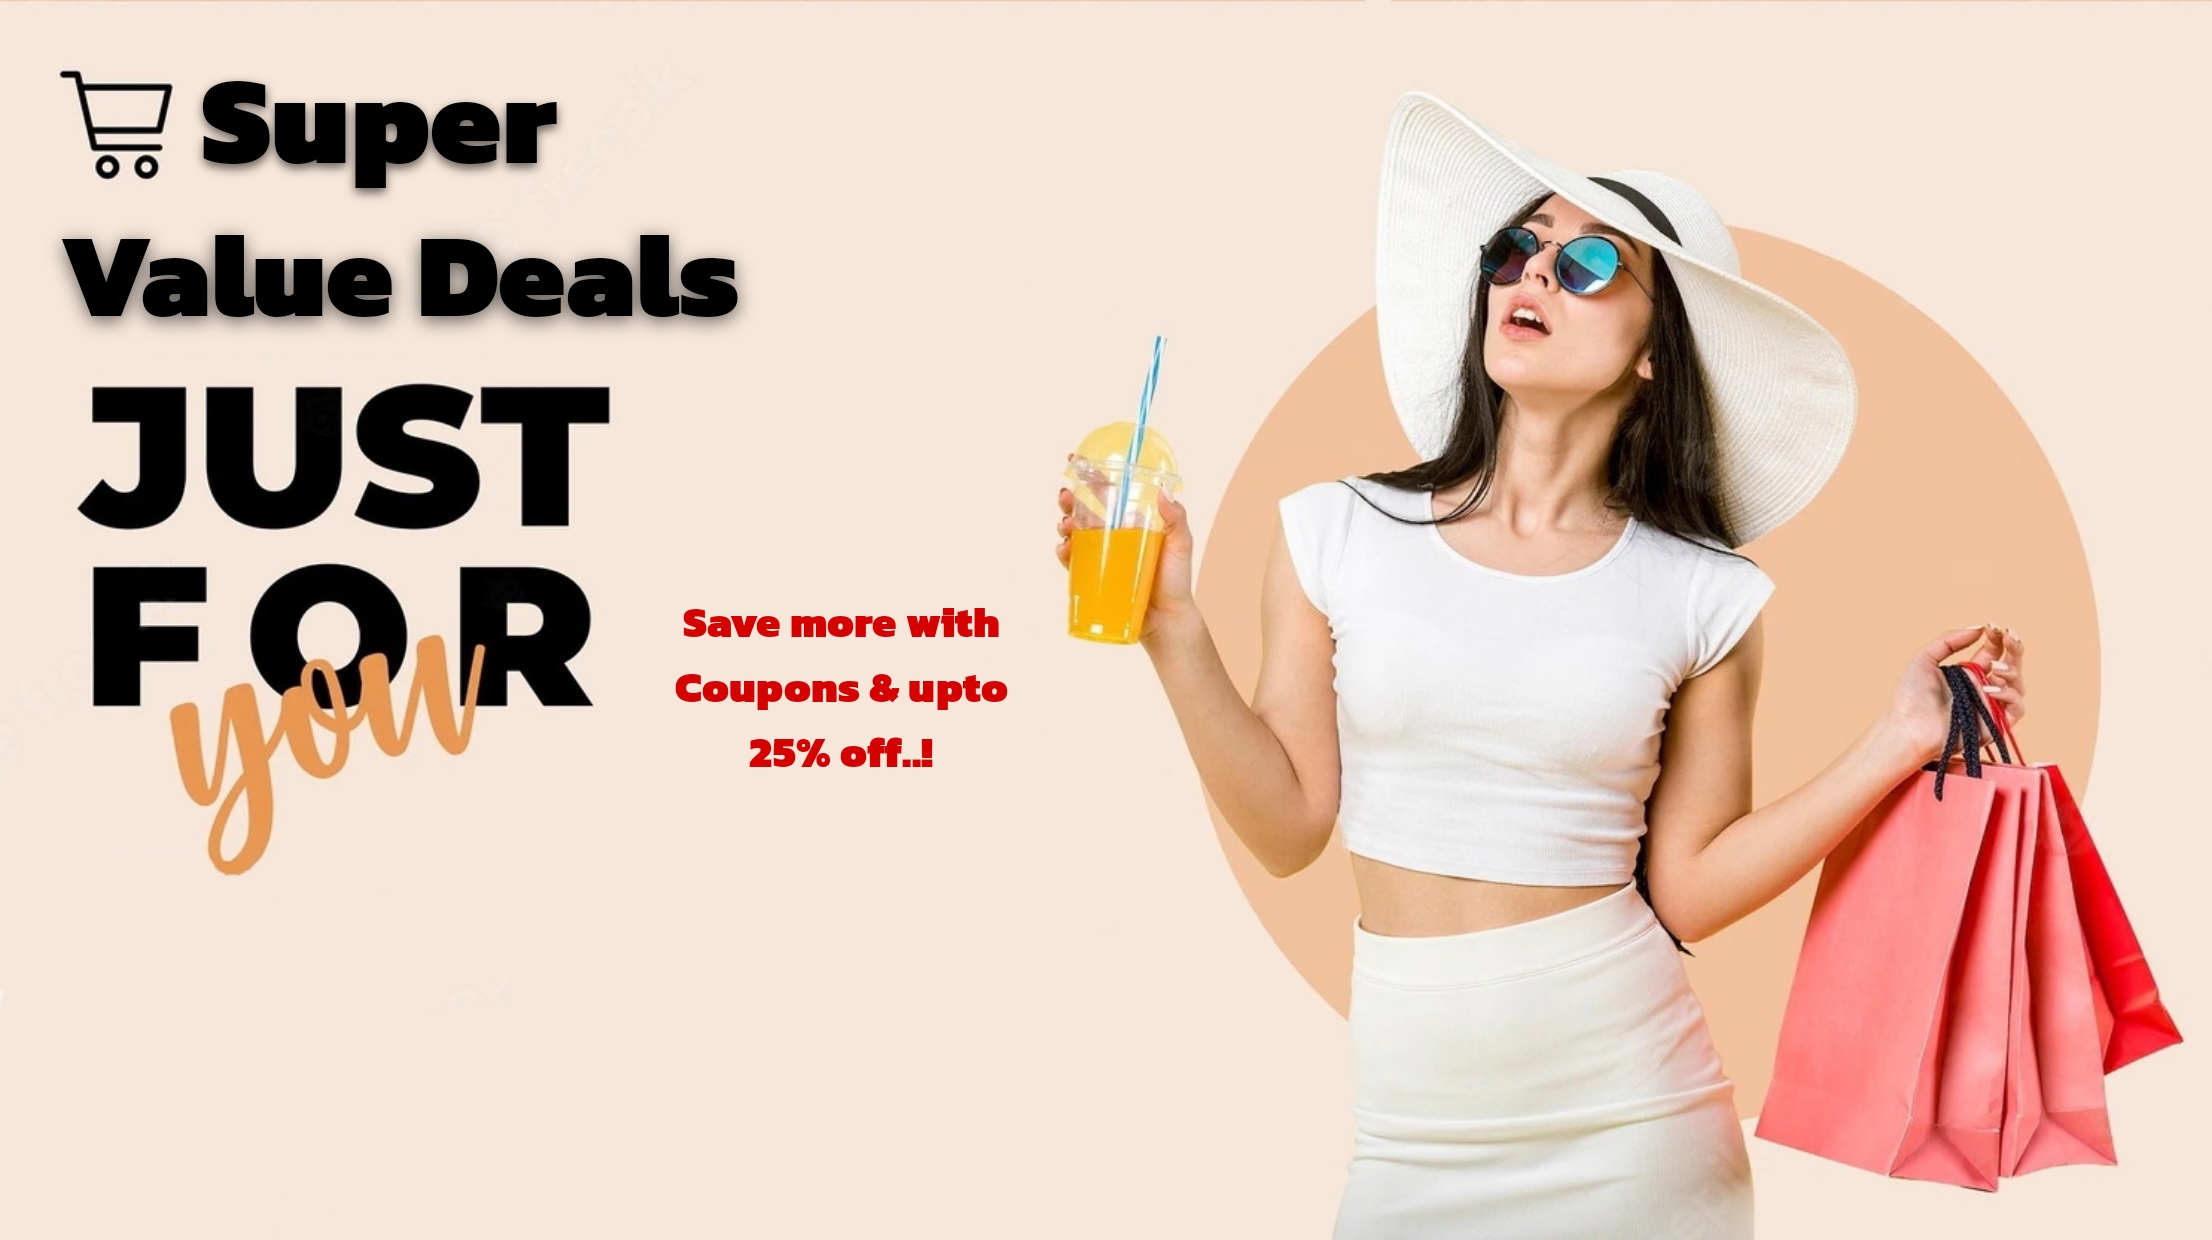 Super
Value Deals
JUST
FOR
you
Save more with
Coupons & upto
25% off..!